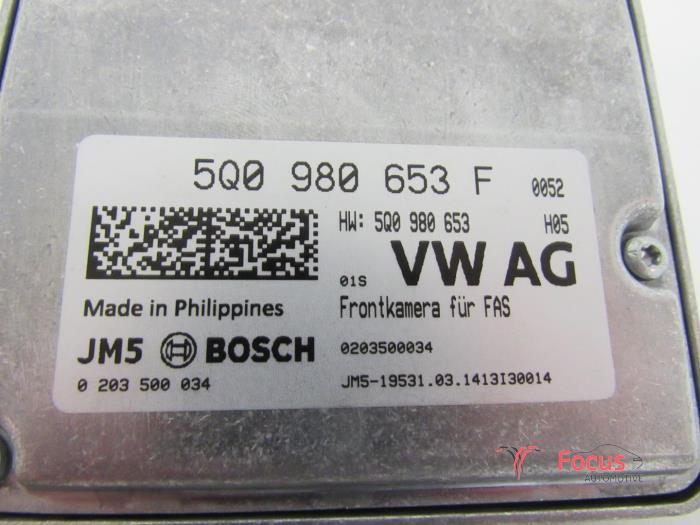 5Q0 980 653 F 0052
HW: 5Q0 980 653 H05
01S VW AG
Made in Philippines
Frontkamera für FAS
JM5 BOSCH
0203500034
0 203 500 034
JM5-19531.03.1413I30014
Focus
AUTOMOTIVE